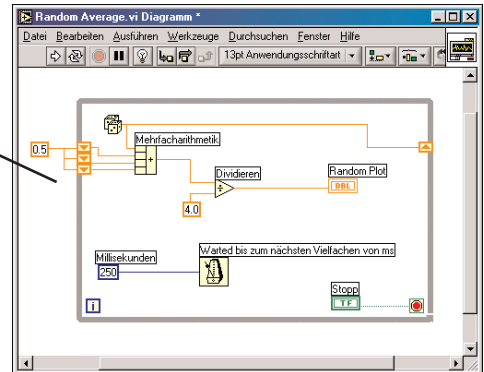 Random Average.vi Diagramm *
Datei Bearbeiten Ausführen Werkzeuge Durchsuchen Fenster Hilfe
13pt Anwendungsschriftart
0.5
Mehrfacharithmetik
+
Dividieren
÷
Random Plot
DBL
4.0
Millisekunden
250
Warted bis zum nächsten Vielfachen von ms
Stopp
TF
i